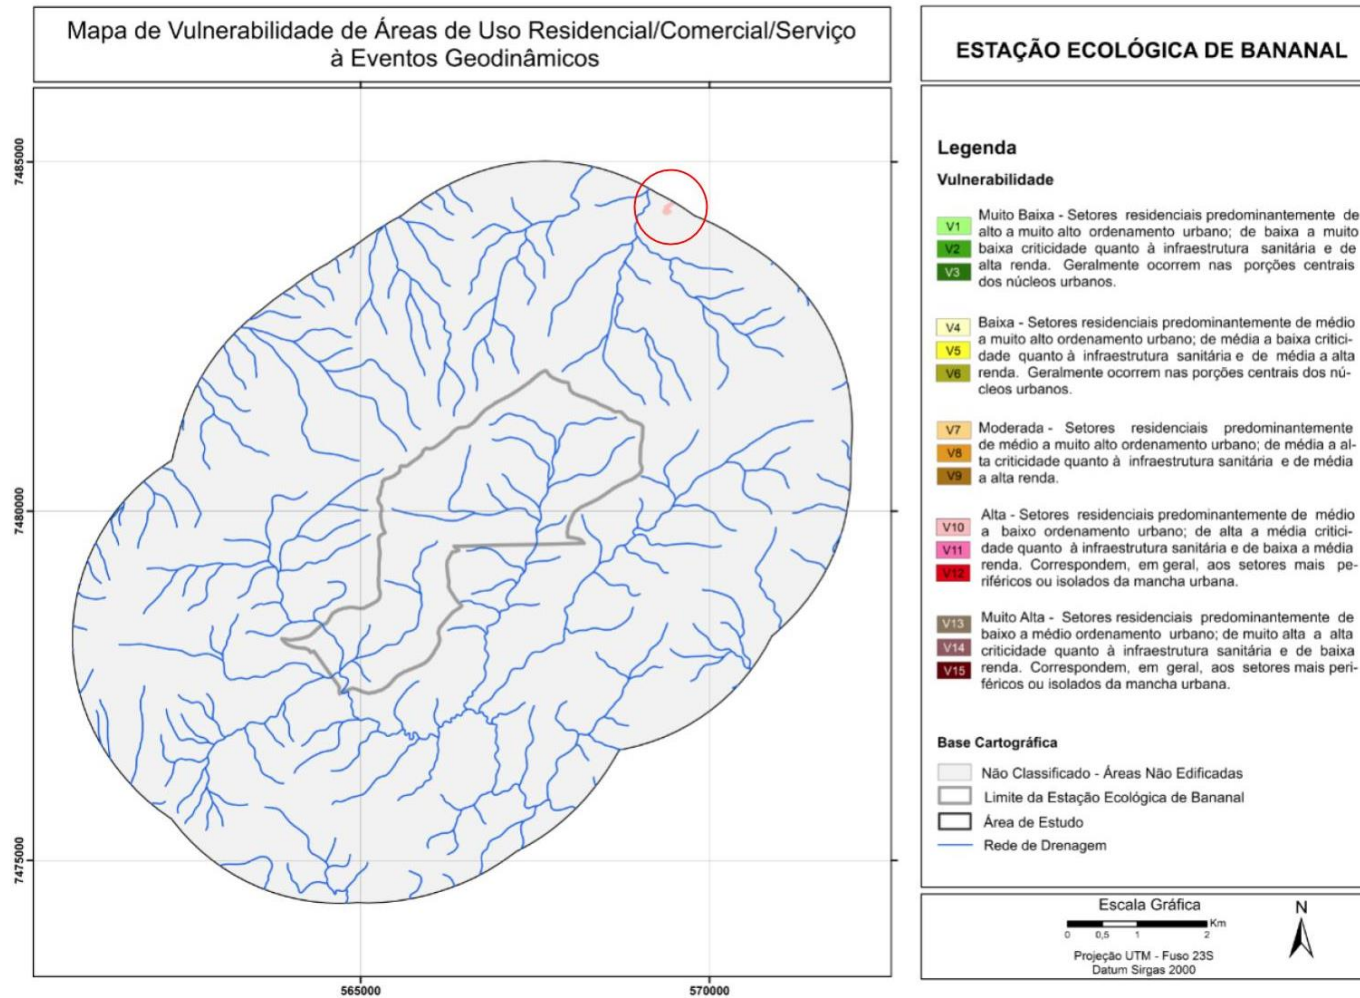 Mapa de Vulnerabilidade de Áreas de Uso Residencial/Comercial/Serviço
à Eventos Geodinâmicos
7485000
7480000
7475000
565000
570000
ESTAÇÃO ECOLÓGICA DE BANANAL
Legenda
Vulnerabilidade
V1
V2
V3
Muito Baixa - Setores residenciais predominantemente de
alto a muito alto ordenamento urbano; de baixa a muito
baixa criticidade quanto à infraestrutura sanitária e de
alta renda. Geralmente ocorrem nas porções centrais
dos núcleos urbanos.
V4
V5
V6
Baixa - Setores residenciais predominantemente de médio
a muito alto ordenamento urbano; de média a baixa critici-
dade quanto à infraestrutura sanitária e de média a alta
renda. Geralmente ocorrem nas porções centrais dos nú-
cleos urbanos.
V7
V8
V9
Moderada - Setores residenciais predominantemente
de médio a muito alto ordenamento urbano; de média a al-
ta criticidade quanto à infraestrutura sanitária e de média
a alta renda.
V10
V11
V12
Alta - Setores residenciais predominantemente de médio
a baixo ordenamento urbano; de alta a média critici-
dade quanto à infraestrutura sanitária e de baixa a média
renda. Correspondem, em geral, aos setores mais pe-
riféricos ou isolados da mancha urbana.
V13
V14
V15
Muito Alta - Setores residenciais predominantemente de
baixo a médio ordenamento urbano; de muito alta a alta
criticidade quanto à infraestrutura sanitária e de baixa
renda. Correspondem, em geral, aos setores mais peri-
féricos ou isolados da mancha urbana.
Base Cartográfica
Não Classificado - Áreas Não Edificadas
Limite da Estação Ecológica de Bananal
Área de Estudo
Rede de Drenagem
Escala Gráfica
Km
0 0,5 1 2
N
Projeção UTM - Fuso 23S
Datum Sirgas 2000